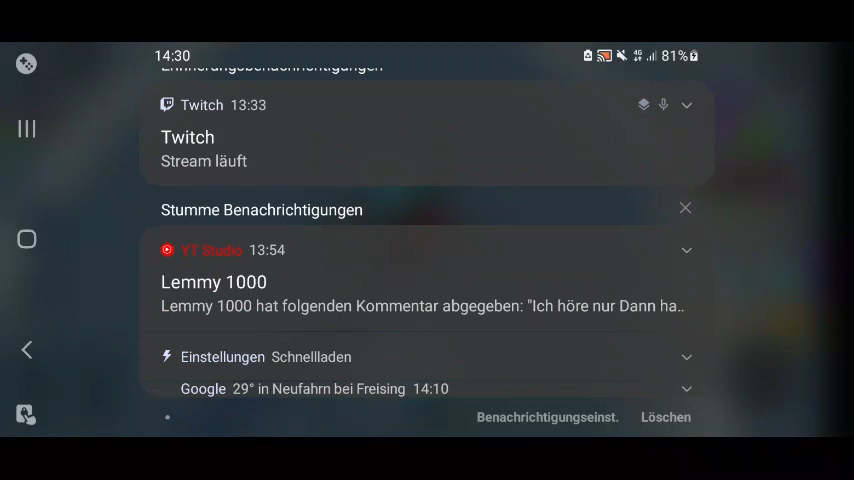 14:30
4G
81%
Erinnerungsbenachrichtigungen
Twitch 13:33
Twitch
Stream läuft
Stumme Benachrichtigungen
YT Studio 13:54
Lemmy 1000
Lemmy 1000 hat folgenden Kommentar abgegeben: "Ich höre nur Dann ha..
Einstellungen Schnellladen
Google 29° in Neufahrn bei Freising 14:10
Benachrichtigungseinst. Löschen